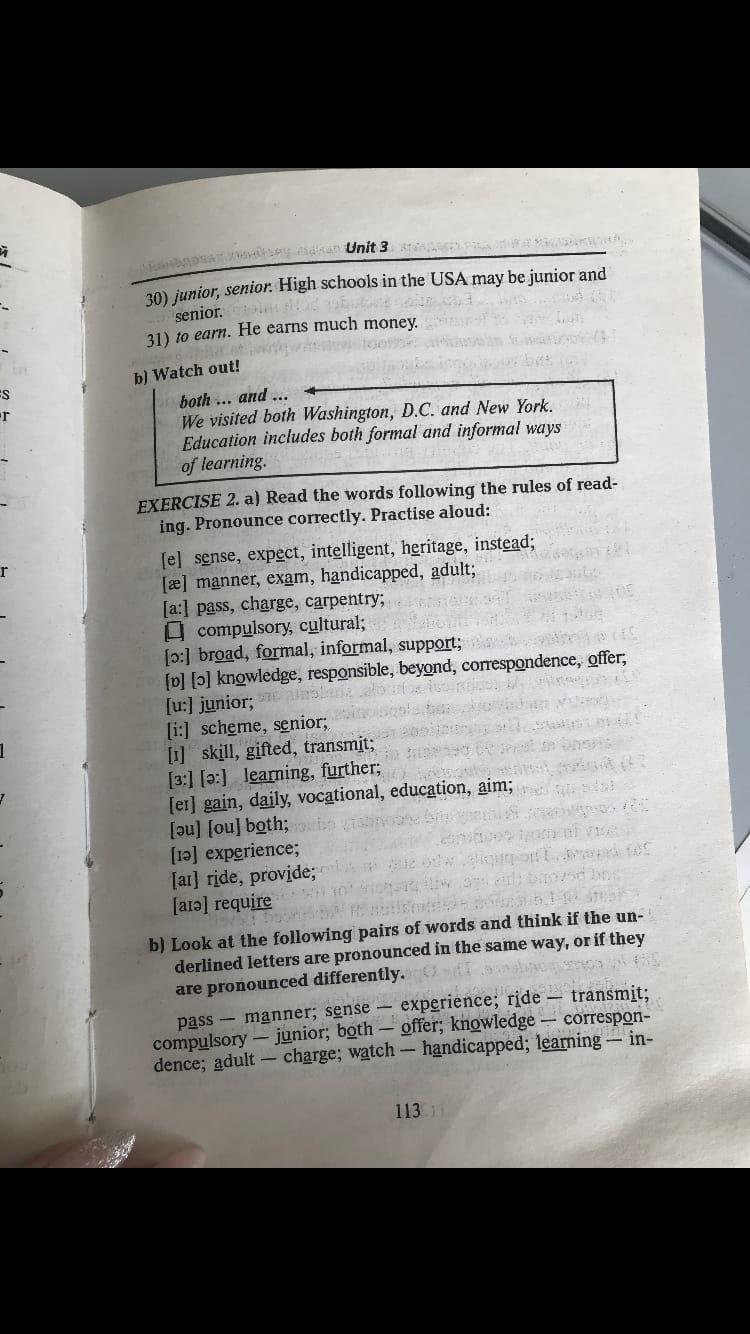 Unit 3
30) junior, senior. High schools in the USA may be junior and
senior.
31) to earn. He earns much money.
b) Watch out!
both ... and ...
We visited both Washington, D.C. and New York.
Education includes both formal and informal ways
of learning.
EXERCISE 2. a) Read the words following the rules of read-
ing. Pronounce correctly. Practise aloud:
[e] sense, expect, intelligent, heritage, instead;
[æ] manner, exam, handicapped, adult;
[a:] pass, charge, carpentry;
compulsory, cultural;
[ɔ:] broad, formal, informal, support;
[ɒ] [ɔ] knowledge, responsible, beyond, correspondence, offer;
[u:] junior;
[i:] scheme, senior;
[ɪ] skill, gifted, transmit;
[ɜ:] [ə:] learning, further;
[eɪ] gain, daily, vocational, education, aim;
[əu] [ou] both;
[ɪə] experience;
[aɪ] ride, provide;
[aɪə] require
b) Look at the following pairs of words and think if the un-
derlined letters are pronounced in the same way, or if they
are pronounced differently.
pass — manner; sense — experience; ride — transmit;
compulsory — junior; both — offer; knowledge — correspon-
dence; adult — charge; watch — handicapped; learning — in-
113
й
es
or
r